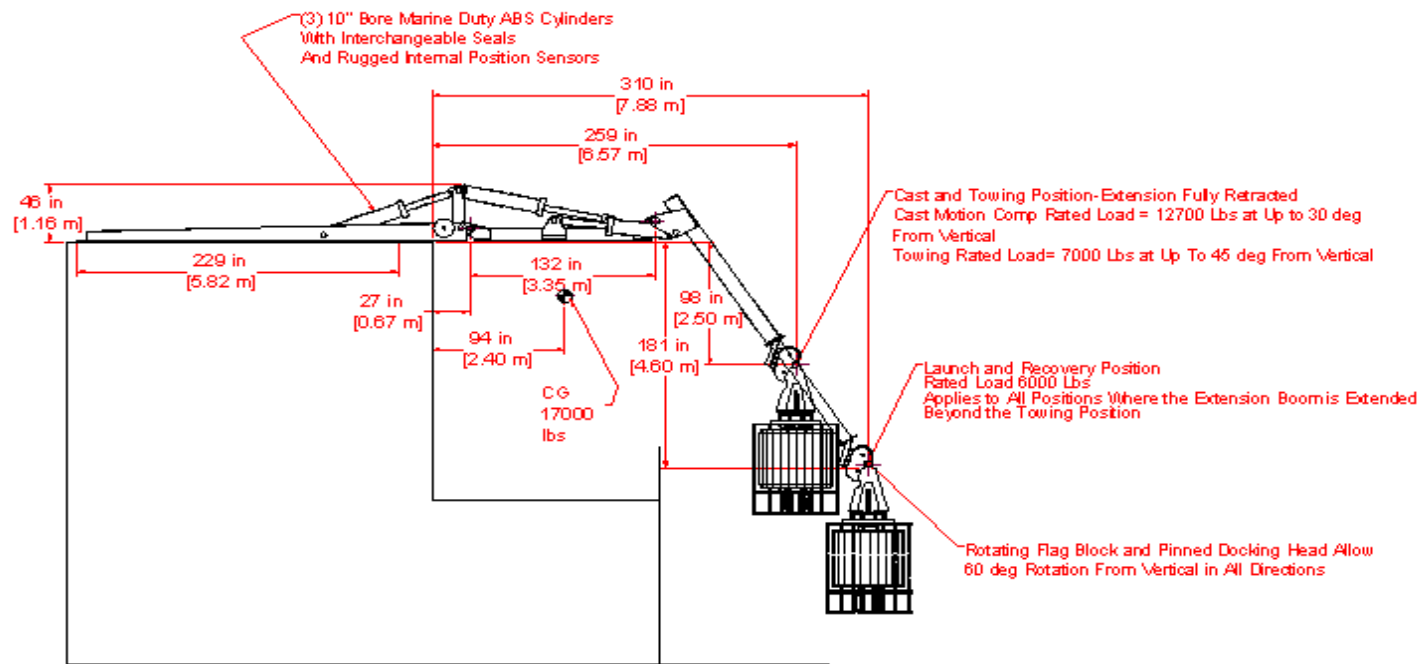 (3) 10" Bore Marine Duty ABS Cylinders
With Interchangeable Seals
And Rugged Internal Position Sensors
310 in
[7.88 m]
259 in
[6.57 m]
46 in
[1.16 m]
Cast and Towing Position-Extension Fully Retracted
Cast Motion Comp Rated Load = 12700 Lbs at Up to 30 deg
From Vertical
Towing Rated Load= 7000 Lbs at Up To 45 deg From Vertical
229 in
[5.82 m]
132 in
[3.35 m]
27 in
[0.67 m]
98 in
[2.50 m]
94 in
[2.40 m]
181 in
[4.60 m]
CG
17000
lbs
Launch and Recovery Position
Rated Load 6000 Lbs
Applies to All Positions Where the Extension Boom is Extended
Beyond the Towing Position
Rotating Flag Block and Pinned Docking Head Allow
60 deg Rotation From Vertical in All Directions